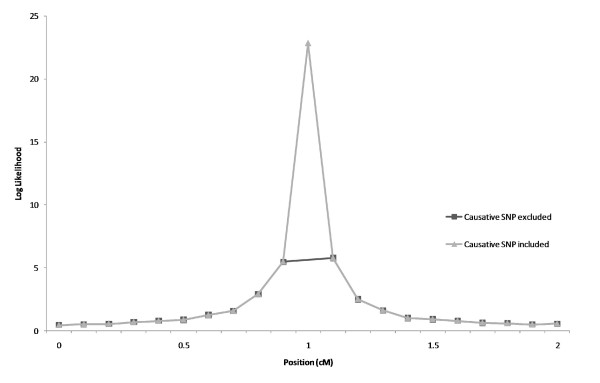 25
20
15
10
5
0
Log Likelihood
Causative SNP excluded
Causative SNP included
0
0.5
1
1.5
2
Position (cM)